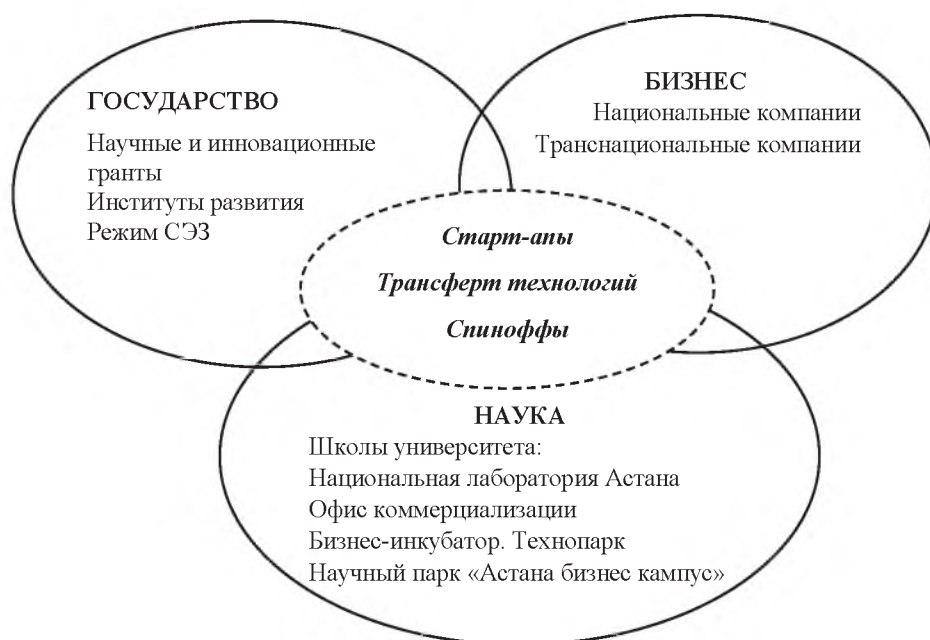 ГОСУДАРСТВО
Научные и инновационные
гранты
Институты развития
Режим СЭЗ
БИЗНЕС
Национальные компании
Транснациональные компании
Старт-апы
Трансферт технологий
Спиноффы
НАУКА
Школы университета:
Национальная лаборатория Астана
Офис коммерциализации
Бизнес-инкубатор. Технопарк
Научный парк «Астана бизнес кампус»